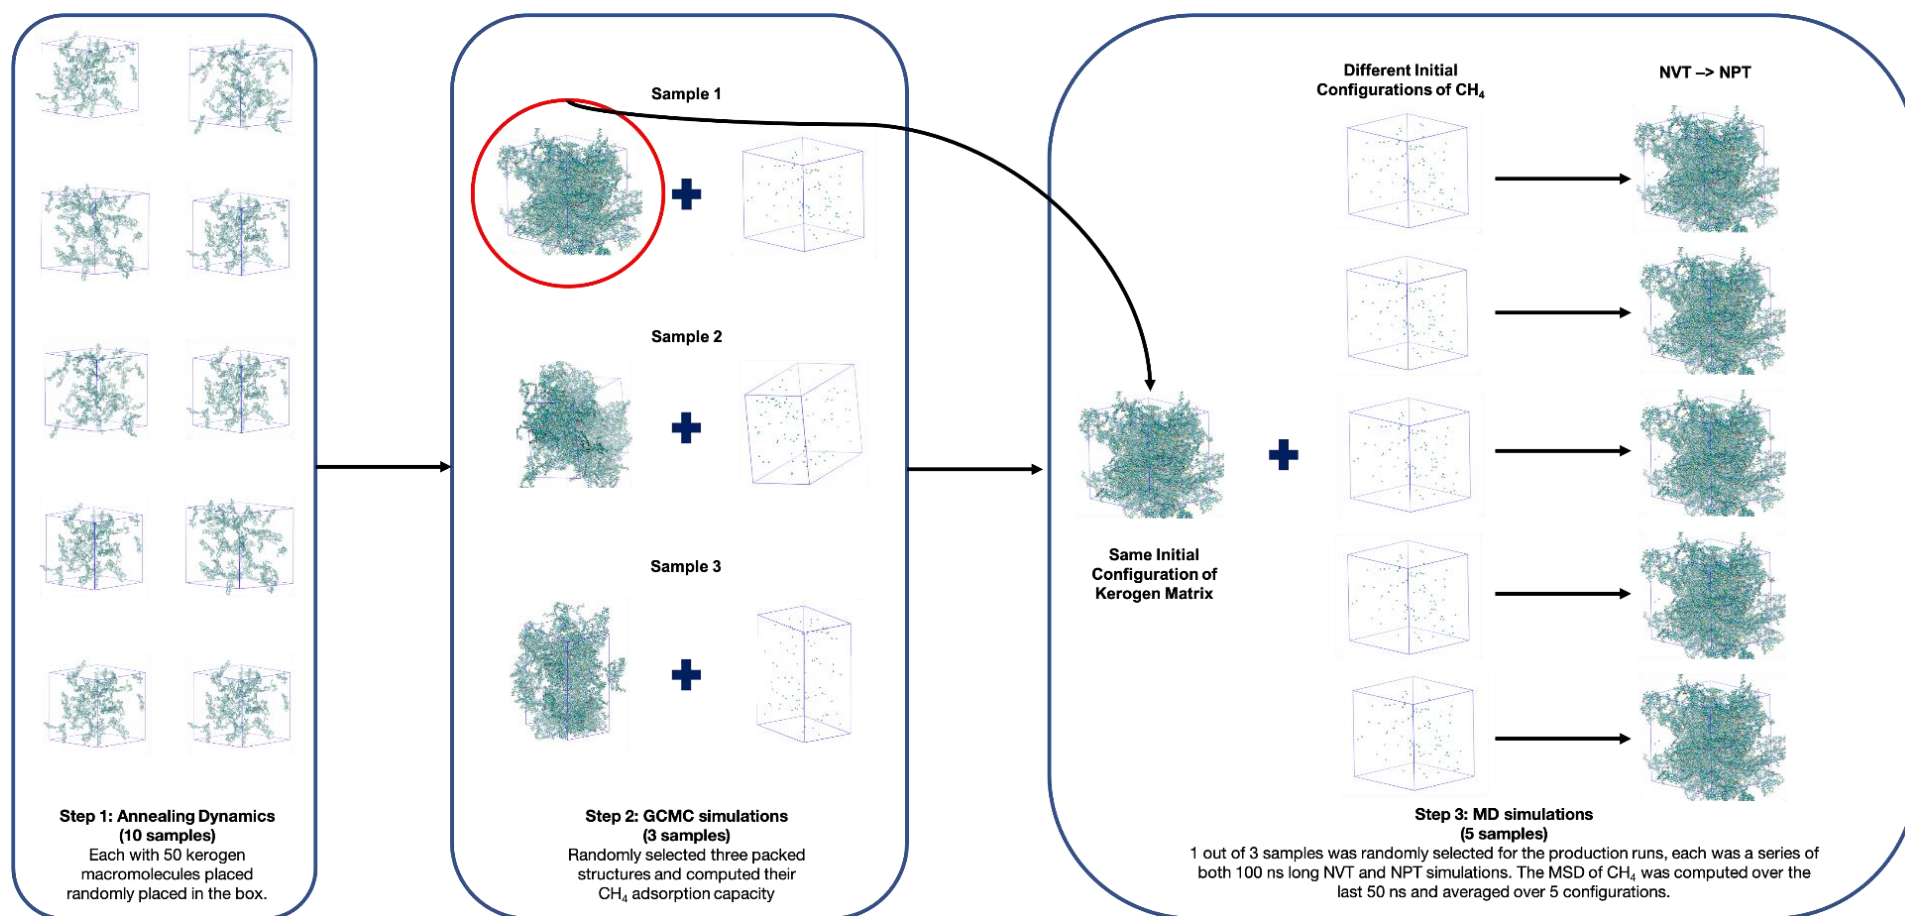 Step 1: Annealing Dynamics
(10 samples)
Each with 50 kerogen
macromolecules placed
randomly placed in the box.
Sample 1
Sample 2
Sample 3
Step 2: GCMC simulations
(3 samples)
Randomly selected three packed
structures and computed their
CH₄ adsorption capacity
Different Initial
Configurations of CH₄
NVT –> NPT
Same Initial
Configuration of
Kerogen Matrix
Step 3: MD simulations
(5 samples)
1 out of 3 samples was randomly selected for the production runs, each was a series of
both 100 ns long NVT and NPT simulations. The MSD of CH₄ was computed over the
last 50 ns and averaged over 5 configurations.